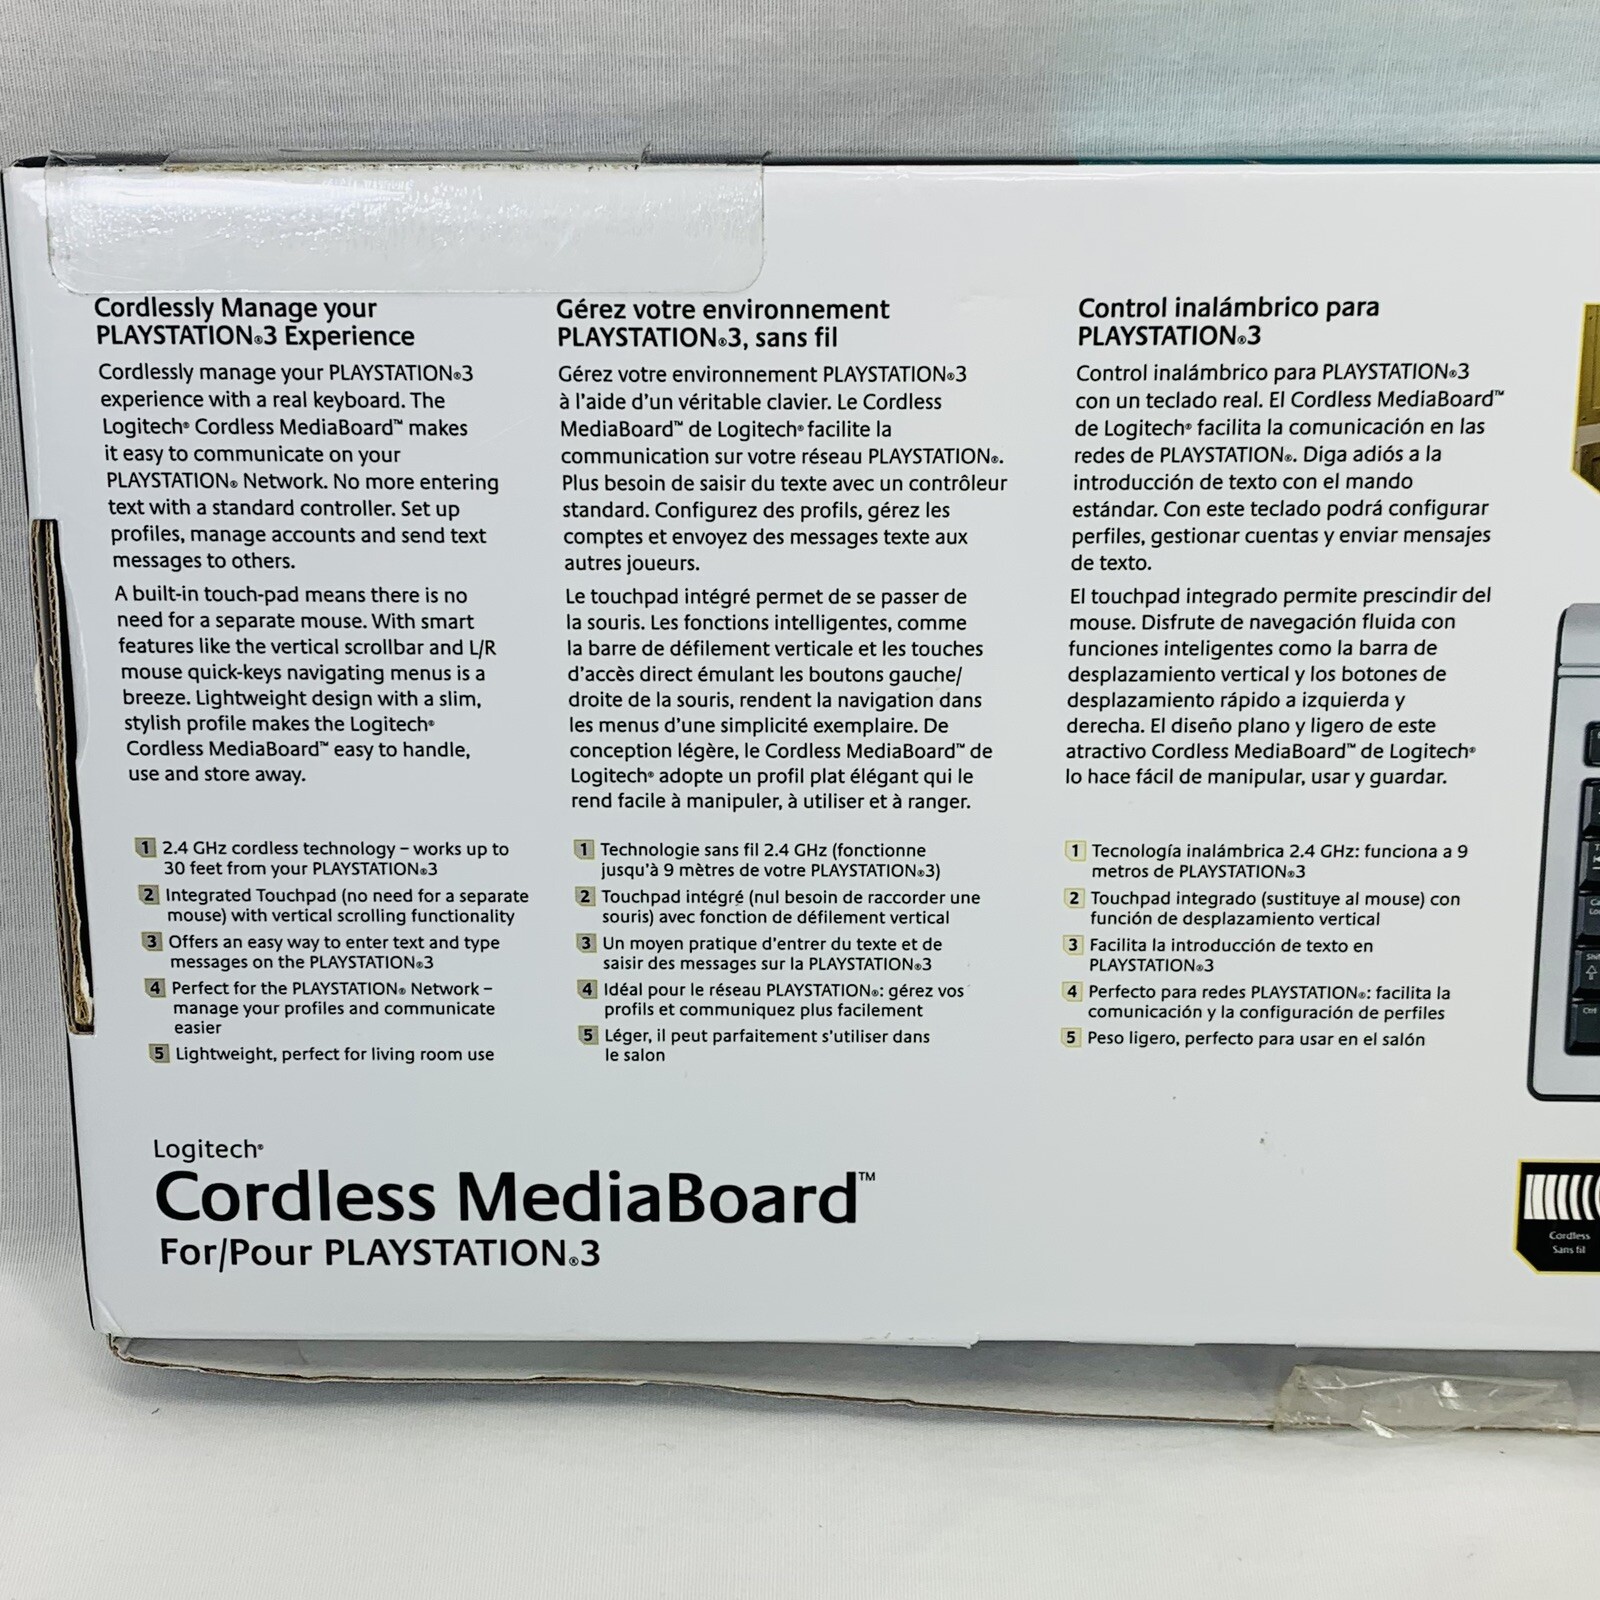 Cordlessly Manage your
PLAYSTATION®3 Experience
Cordlessly manage your PLAYSTATION®3
experience with a real keyboard. The
Logitech® Cordless MediaBoard™ makes
it easy to communicate on your
PLAYSTATION® Network. No more entering
text with a standard controller. Set up
profiles, manage accounts and send text
messages to others.
A built-in touch-pad means there is no
need for a separate mouse. With smart
features like the vertical scrollbar and L/R
mouse quick-keys navigating menus is a
breeze. Lightweight design with a slim,
stylish profile makes the Logitech®
Cordless MediaBoard™ easy to handle,
use and store away.
1 2.4 GHz cordless technology – works up to
30 feet from your PLAYSTATION®3
2 Integrated Touchpad (no need for a separate
mouse) with vertical scrolling functionality
3 Offers an easy way to enter text and type
messages on the PLAYSTATION®3
4 Perfect for the PLAYSTATION® Network –
manage your profiles and communicate
easier
5 Lightweight, perfect for living room use
Gérez votre environnement
PLAYSTATION®3, sans fil
Gérez votre environnement PLAYSTATION®3
à l'aide d'un véritable clavier. Le Cordless
MediaBoard™ de Logitech® facilite la
communication sur votre réseau PLAYSTATION®.
Plus besoin de saisir du texte avec un contrôleur
standard. Configurez des profils, gérez les
comptes et envoyez des messages texte aux
autres joueurs.
Le touchpad intégré permet de se passer de
la souris. Les fonctions intelligentes, comme
la barre de défilement verticale et les touches
d'accès direct émulant les boutons gauche/
droite de la souris, rendent la navigation dans
les menus d'une simplicité exemplaire. De
conception légère, le Cordless MediaBoard™ de
Logitech® adopte un profil plat élégant qui le
rend facile à manipuler, à utiliser et à ranger.
1 Technologie sans fil 2.4 GHz (fonctionne
jusqu'à 9 mètres de votre PLAYSTATION®3)
2 Touchpad intégré (nul besoin de raccorder une
souris) avec fonction de défilement vertical
3 Un moyen pratique d'entrer du texte et de
saisir des messages sur la PLAYSTATION®3
4 Idéal pour le réseau PLAYSTATION®: gérez vos
profils et communiquez plus facilement
5 Léger, il peut parfaitement s'utiliser dans
le salon
Control inalámbrico para
PLAYSTATION®3
Control inalámbrico para PLAYSTATION®3
con un teclado real. El Cordless MediaBoard™
de Logitech® facilita la comunicación en las
redes de PLAYSTATION®. Diga adiós a la
introducción de texto con el mando
estándar. Con este teclado podrá configurar
perfiles, gestionar cuentas y enviar mensajes
de texto.
El touchpad integrado permite prescindir del
mouse. Disfrute de navegación fluida con
funciones inteligentes como la barra de
desplazamiento vertical y los botones de
desplazamiento rápido a izquierda y
derecha. El diseño plano y ligero de este
atractivo Cordless MediaBoard™ de Logitech®
lo hace fácil de manipular, usar y guardar.
1 Tecnología inalámbrica 2.4 GHz: funciona a 9
metros de PLAYSTATION®3
2 Touchpad integrado (sustituye al mouse) con
función de desplazamiento vertical
3 Facilita la introducción de texto en
PLAYSTATION®3
4 Perfecto para redes PLAYSTATION®: facilita la
comunicación y la configuración de perfiles
5 Peso ligero, perfecto para usar en el salón
Logitech®
Cordless MediaBoard™
For/Pour PLAYSTATION®3
Ctrl
Cordless
Sans fil